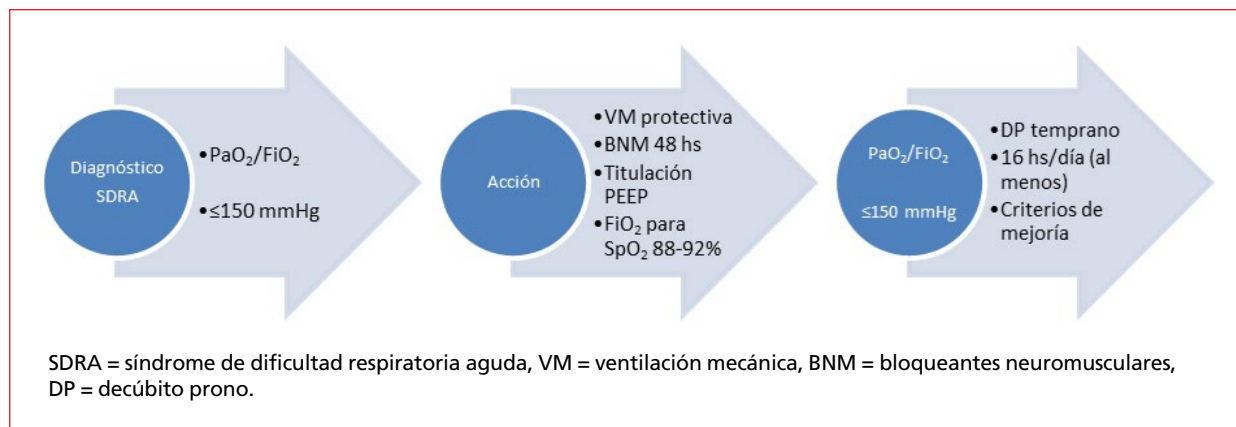 Diagnóstico
SDRA
•PaO₂/FiO₂
•≤150 mmHg
Acción
•VM protectiva
•BNM 48 hs
•Titulación
PEEP
•FiO₂ para
SpO₂ 88-92%
PaO₂/FiO₂
≤150 mmHg
•DP temprano
•16 hs/día (al
menos)
•Criterios de
mejoría
SDRA = síndrome de dificultad respiratoria aguda, VM = ventilación mecánica, BNM = bloqueantes neuromusculares,
DP = decúbito prono.